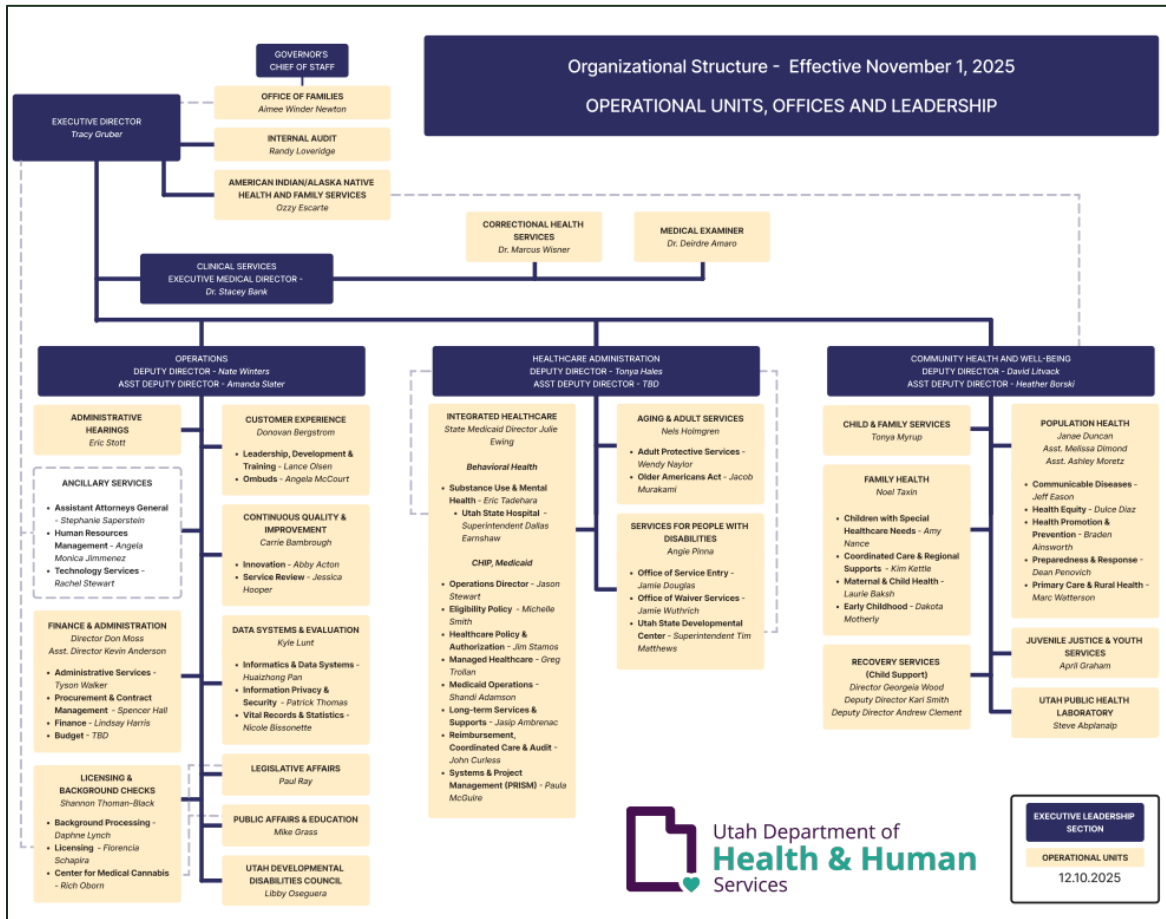 Organizational Structure - Effective November 1, 2025
OPERATIONAL UNITS, OFFICES AND LEADERSHIP
GOVERNOR'S
CHIEF OF STAFF
OFFICE OF FAMILIES
Aimee Winder Newton
EXECUTIVE DIRECTOR
Tracy Gruber
INTERNAL AUDIT
Randy Loveridge
AMERICAN INDIAN/ALASKA NATIVE
HEALTH AND FAMILY SERVICES
Ozzy Escarte
CORRECTIONAL HEALTH
SERVICES
Dr. Marcus Wisner
MEDICAL EXAMINER
Dr. Deirdre Amaro
CLINICAL SERVICES
EXECUTIVE MEDICAL DIRECTOR -
Dr. Stacey Bank
OPERATIONS
DEPUTY DIRECTOR - Nate Winters
ASST DEPUTY DIRECTOR - Amanda Slater
ADMINISTRATIVE
HEARINGS
Eric Stott
ANCILLARY SERVICES
• Assistant Attorneys General
- Stephanie Saperstein
• Human Resources
Management - Angela
Monica Jimmenez
• Technology Services -
Rachel Stewart
FINANCE & ADMINISTRATION
Director Don Moss
Asst. Director Kevin Anderson
• Administrative Services -
Tyson Walker
• Procurement & Contract
Management - Spencer Hall
• Finance - Lindsay Harris
• Budget - TBD
LICENSING &
BACKGROUND CHECKS
Shannon Thoman-Black
• Background Processing -
Daphne Lynch
• Licensing - Florencia
Schapira
• Center for Medical Cannabis
- Rich Oborn
CUSTOMER EXPERIENCE
Donovan Bergstrom
• Leadership, Development &
Training - Lance Olsen
• Ombuds - Angela McCourt
CONTINUOUS QUALITY &
IMPROVEMENT
Carrie Bambrough
• Innovation - Abby Acton
• Service Review - Jessica
Hooper
DATA SYSTEMS & EVALUATION
Kyle Lunt
• Informatics & Data Systems -
Huaizhong Pan
• Information Privacy &
Security - Patrick Thomas
• Vital Records & Statistics -
Nicole Bissonette
LEGISLATIVE AFFAIRS
Paul Ray
PUBLIC AFFAIRS & EDUCATION
Mike Grass
UTAH DEVELOPMENTAL
DISABILITIES COUNCIL
Libby Oseguera
HEALTHCARE ADMINISTRATION
DEPUTY DIRECTOR - Tonya Hales
ASST DEPUTY DIRECTOR - TBD
INTEGRATED HEALTHCARE
State Medicaid Director Julie
Ewing
Behavioral Health
• Substance Use & Mental
Health - Eric Tadehara
• Utah State Hospital -
Superintendent Dallas
Earnshaw
CHIP, Medicaid
• Operations Director - Jason
Stewart
• Eligibility Policy - Michelle
Smith
• Healthcare Policy &
Authorization - Jim Stamos
• Managed Healthcare - Greg
Trollan
• Medicaid Operations -
Shandi Adamson
• Long-term Services &
Supports - Jasip Ambrenac
• Reimbursement,
Coordinated Care & Audit -
John Curless
• Systems & Project
Management (PRISM) - Paula
McGuire
AGING & ADULT SERVICES
Nels Holmgren
• Adult Protective Services -
Wendy Naylor
• Older Americans Act - Jacob
Murakami
SERVICES FOR PEOPLE WITH
DISABILITIES
Angie Pinna
• Office of Service Entry -
Jamie Douglas
• Office of Waiver Services -
Jamie Wuthrich
• Utah State Developmental
Center - Superintendent Tim
Matthews
COMMUNITY HEALTH AND WELL-BEING
DEPUTY DIRECTOR - David Litvack
ASST DEPUTY DIRECTOR - Heather Borski
CHILD & FAMILY SERVICES
Tonya Myrup
FAMILY HEALTH
Noel Taxin
• Children with Special
Healthcare Needs - Amy
Nance
• Coordinated Care & Regional
Supports - Kim Kettle
• Maternal & Child Health -
Laurie Baksh
• Early Childhood - Dakota
Motherly
RECOVERY SERVICES
(Child Support)
Director Georgeia Wood
Deputy Director Kari Smith
Deputy Director Andrew Clement
POPULATION HEALTH
Janae Duncan
Asst. Melissa Dimond
Asst. Ashley Moretz
• Communicable Diseases -
Jeff Eason
• Health Equity - Dulce Diaz
• Health Promotion &
Prevention - Braden
Ainsworth
• Preparedness & Response -
Dean Penovich
• Primary Care & Rural Health -
Marc Watterson
JUVENILE JUSTICE & YOUTH
SERVICES
April Graham
UTAH PUBLIC HEALTH
LABORATORY
Steve Abplanalp
Utah Department of
Health & Human
Services
EXECUTIVE LEADERSHIP
SECTION
OPERATIONAL UNITS
12.10.2025